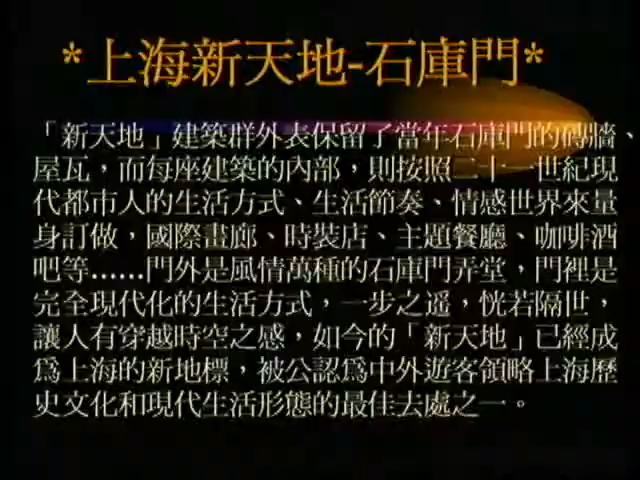 *上海新天地-石庫門*
「新天地」建築群外表保留了當年石庫門的磚牆、
屋瓦，而每座建築的內部，則按照二十一世紀現
代都市人的生活方式、生活節奏、情感世界來量
身訂做，國際畫廊、時裝店、主題餐廳、咖啡酒
吧等......門外是風情萬種的石庫門弄堂，門裡是
完全現代化的生活方式，一步之遥，恍若隔世，
讓人有穿越時空之感，如今的「新天地」已經成
為上海的新地標，被公認為中外遊客領略上海歷
史文化和現代生活形態的最佳去處之一。